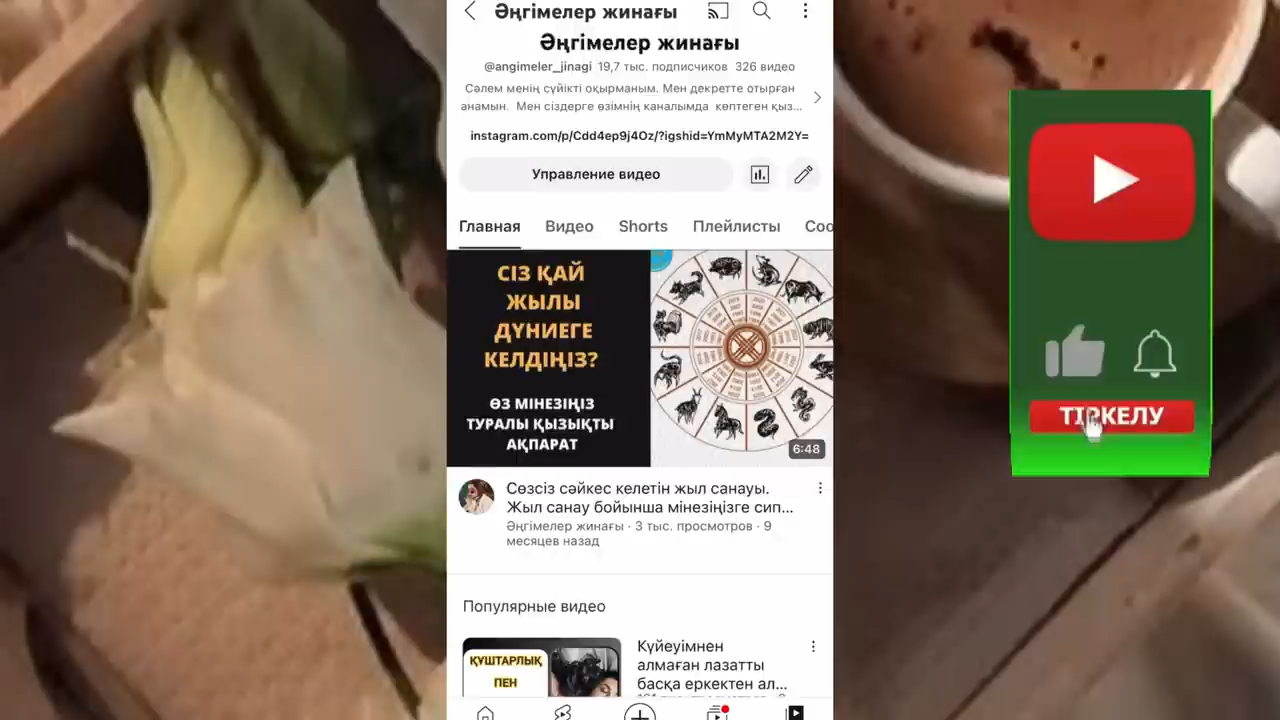 Әңгімелер жинағы
Әңгімелер жинағы
@angimeler_jinagi 19,7 тыс. подписчиков 326 видео
Сәлем менің сүйікті оқырманым. Мен декретте отырған
анамын. Мен сіздерге өзімнің каналымда көптеген қыз...
instagram.com/p/Cdd4ep9j4Oz/?igshid=YmMyMTA2M2Y=
Управление видео
Главная Видео Shorts Плейлисты Соо
СІЗ ҚАЙ
ЖЫЛЫ
ДҮНИЕГЕ
КЕЛДІҢІЗ?
ӨЗ МІНЕЗІҢІЗ
ТУРАЛЫ ҚЫЗЫҚТЫ
АҚПАРАТ
6:48
Сөзсіз сәйкес келетін жыл санауы.
Жыл санау бойынша мінезіңізге сип...
Әңгімелер жинағы · 3 тыс. просмотров · 9
месяцев назад
Популярные видео
ҚҰШТАРЛЫҚ
ПЕН
Күйеуімнен
алмаған лазатты
басқа еркектен ал...
ТІРКЕЛУ